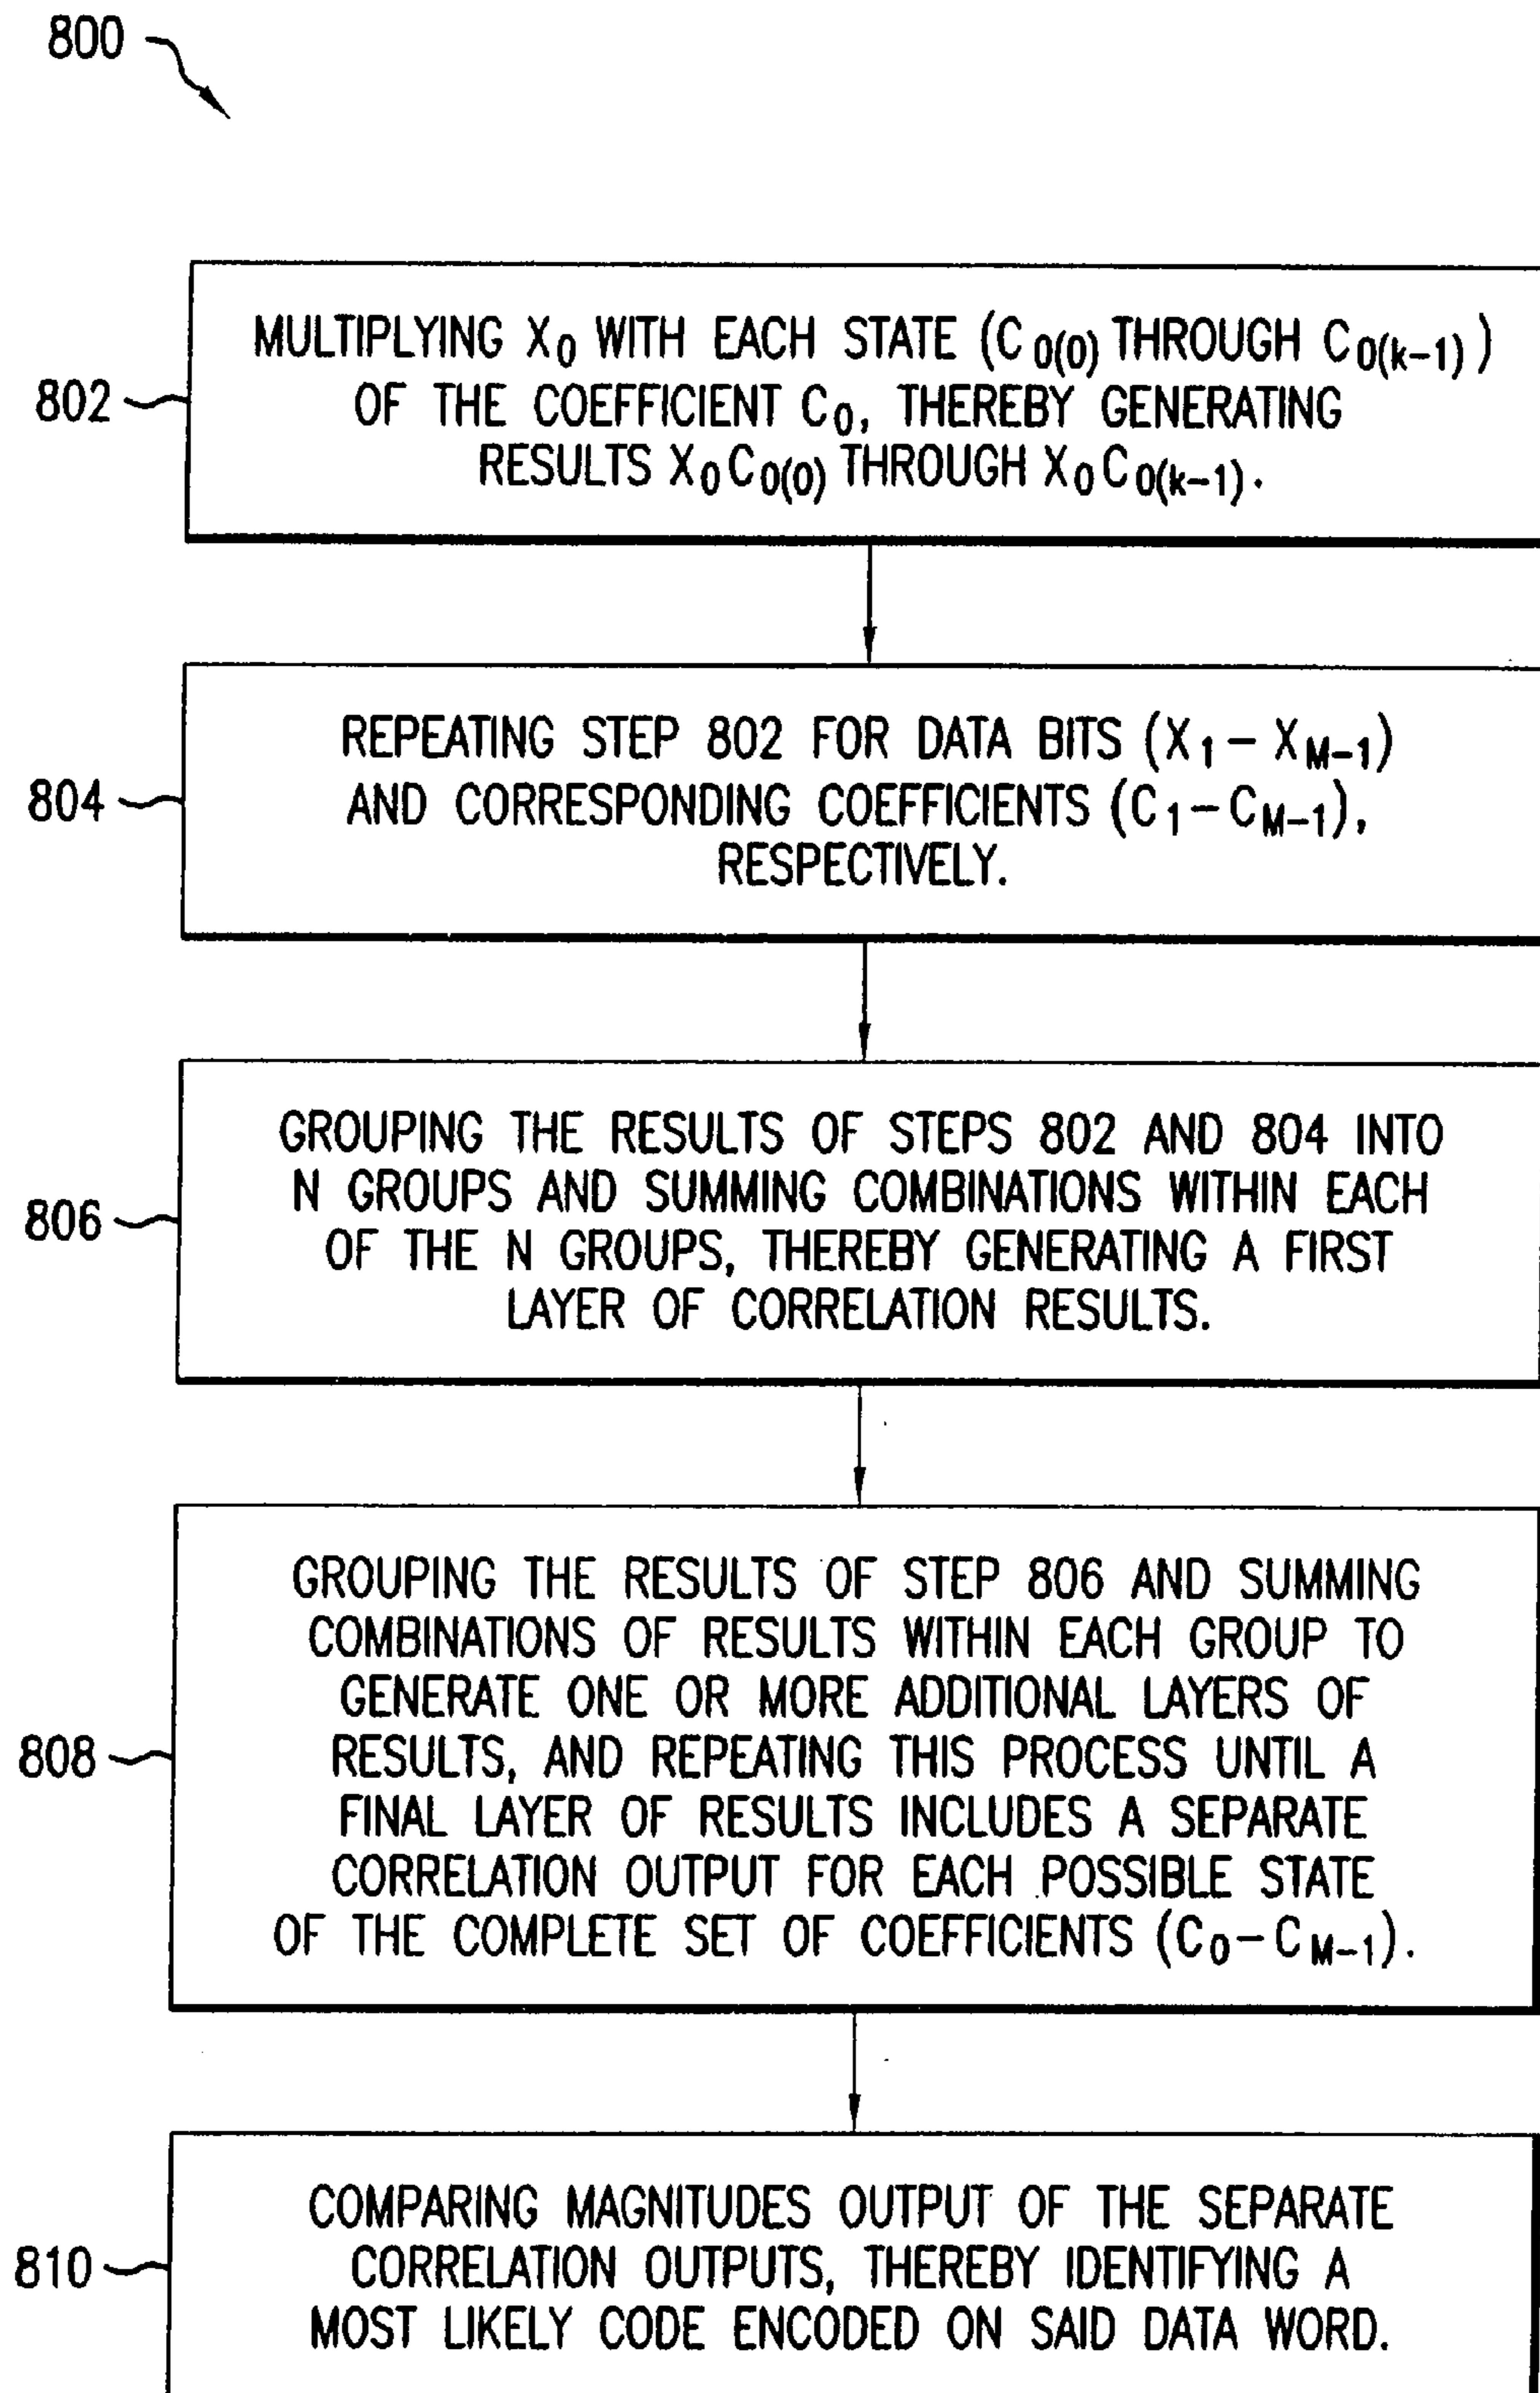 800
802
MULTIPLYING X0 WITH EACH STATE (C0(0) THROUGH C0(k-1))
OF THE COEFFICIENT C0, THEREBY GENERATING
RESULTS X0C0(0) THROUGH X0C0(k-1).
804
REPEATING STEP 802 FOR DATA BITS (X1-XM-1)
AND CORRESPONDING COEFFICIENTS (C1-CM-1),
RESPECTIVELY.
806
GROUPING THE RESULTS OF STEPS 802 AND 804 INTO
N GROUPS AND SUMMING COMBINATIONS WITHIN EACH
OF THE N GROUPS, THEREBY GENERATING A FIRST
LAYER OF CORRELATION RESULTS.
808
GROUPING THE RESULTS OF STEP 806 AND SUMMING
COMBINATIONS OF RESULTS WITHIN EACH GROUP TO
GENERATE ONE OR MORE ADDITIONAL LAYERS OF
RESULTS, AND REPEATING THIS PROCESS UNTIL A
FINAL LAYER OF RESULTS INCLUDES A SEPARATE
CORRELATION OUTPUT FOR EACH POSSIBLE STATE
OF THE COMPLETE SET OF COEFFICIENTS (C0-CM-1).
810
COMPARING MAGNITUDES OUTPUT OF THE SEPARATE
CORRELATION OUTPUTS, THEREBY IDENTIFYING A
MOST LIKELY CODE ENCODED ON SAID DATA WORD.